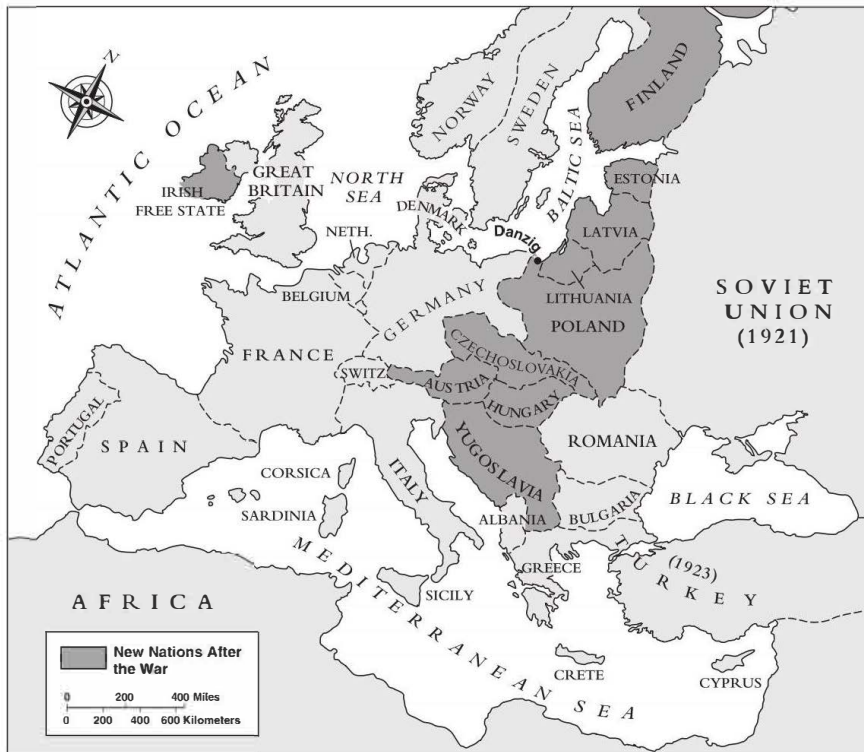 N
ATLANTIC OCEAN
NORWAY
SWEDEN
FINLAND
BALTIC SEA
ESTONIA
IRISH
FREE STATE
GREAT
BRITAIN
NORTH
SEA
DENMARK
Danzig
LATVIA
NETH.
LITHUANIA
BELGIUM
GERMANY
POLAND
SOVIET
UNION
(1921)
FRANCE
CZECHOSLOVAKIA
SWITZ.
AUSTRIA
HUNGARY
PORTUGAL
SPAIN
ROMANIA
YUGOSLAVIA
CORSICA
ITALY
BLACK SEA
SARDINIA
ALBANIA
BULGARIA
MEDITERRANEAN SEA
GREECE
TURKEY
(1923)
AFRICA
SICILY
CRETE
CYPRUS
New Nations After
the War
0 200 400 Miles
0 200 400 600 Kilometers